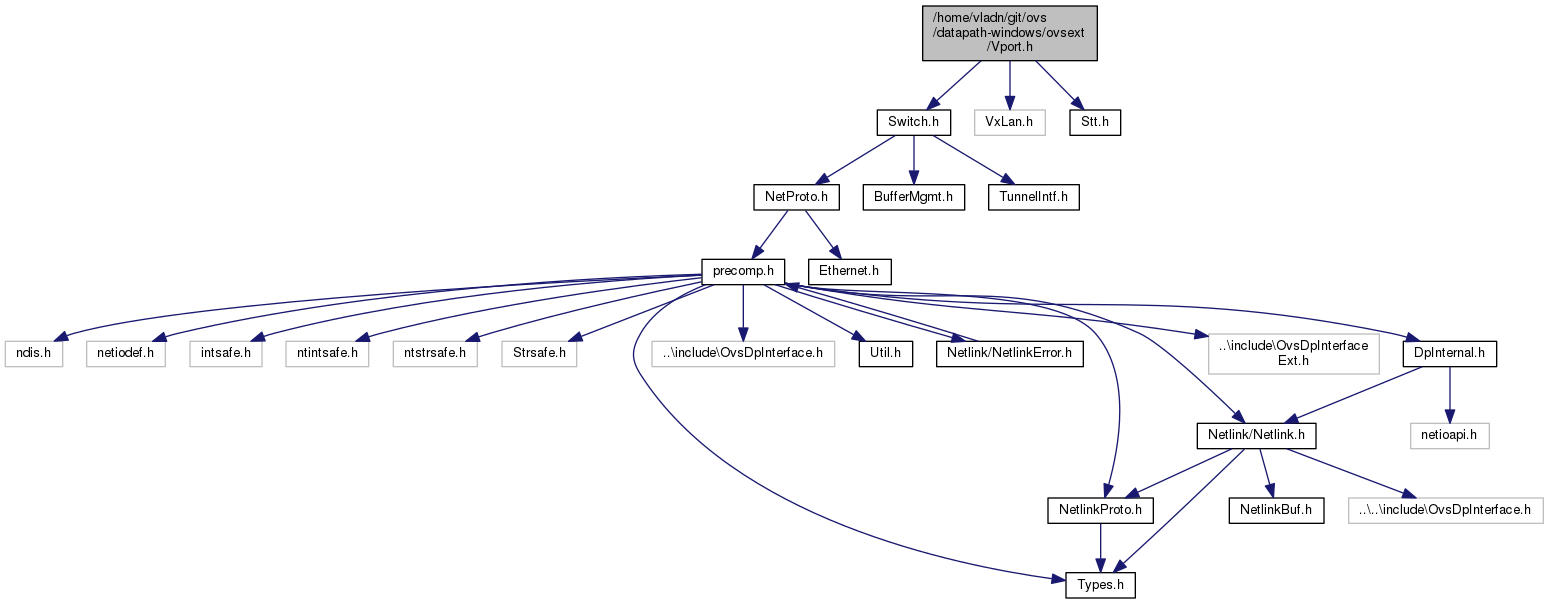 /home/vladn/git/ovs
/datapath-windows/ovsext
/Vport.h
Switch.h
VxLan.h
Stt.h
NetProto.h
BufferMgmt.h
TunnelIntf.h
precomp.h
Ethernet.h
ndis.h
netiodef.h
intsafe.h
ntintsafe.h
ntstrsafe.h
Strsafe.h
..\include\OvsDpInterface.h
Util.h
Netlink/NetlinkError.h
..\include\OvsDpInterface
Ext.h
DpInternal.h
Netlink/Netlink.h
netioapi.h
NetlinkProto.h
NetlinkBuf.h
..\..\include\OvsDpInterface.h
Types.h